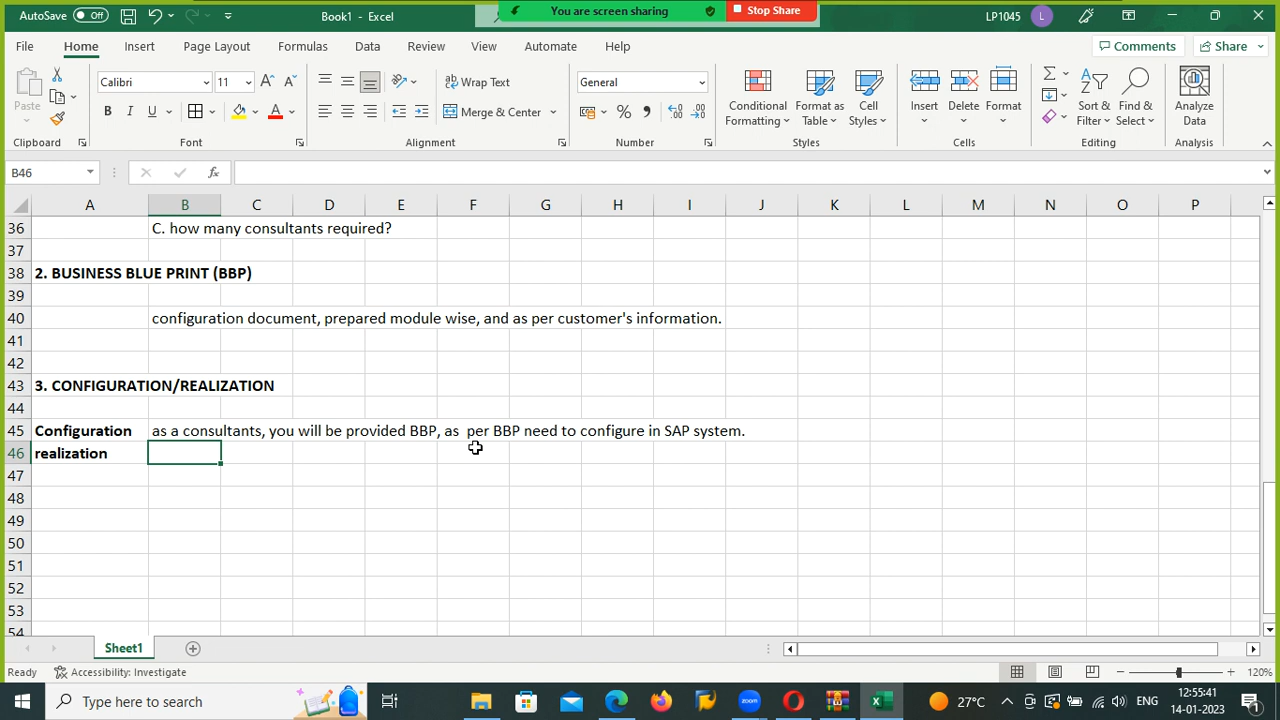 AutoSave Off Book1 - Excel You are screen sharing Stop Share LP1045 L
File Home Insert Page Layout Formulas Data Review View Automate Help Comments Share
Paste Calibri 11 A A Wrap Text General Conditional Formatting Format as Table Cell Styles Insert Delete Format Sort & Filter Find & Select Analyze Data
B I U A Merge & Center % ,
Clipboard Font Alignment Number Styles Cells Editing Analysis
B46 fx
A B C D E F G H I J K L M N O P
36 C. how many consultants required?
37
38 2. BUSINESS BLUE PRINT (BBP)
39
40 configuration document, prepared module wise, and as per customer's information.
41
42
43 3. CONFIGURATION/REALIZATION
44
45 Configuration as a consultants, you will be provided BBP, as  per BBP need to configure in SAP system.
46 realization
47
48
49
50
51
52
53
54
Sheet1
Ready Accessibility: Investigate 120%
Type here to search zoom 27°C ENG 12:55:41
14-01-2023 1